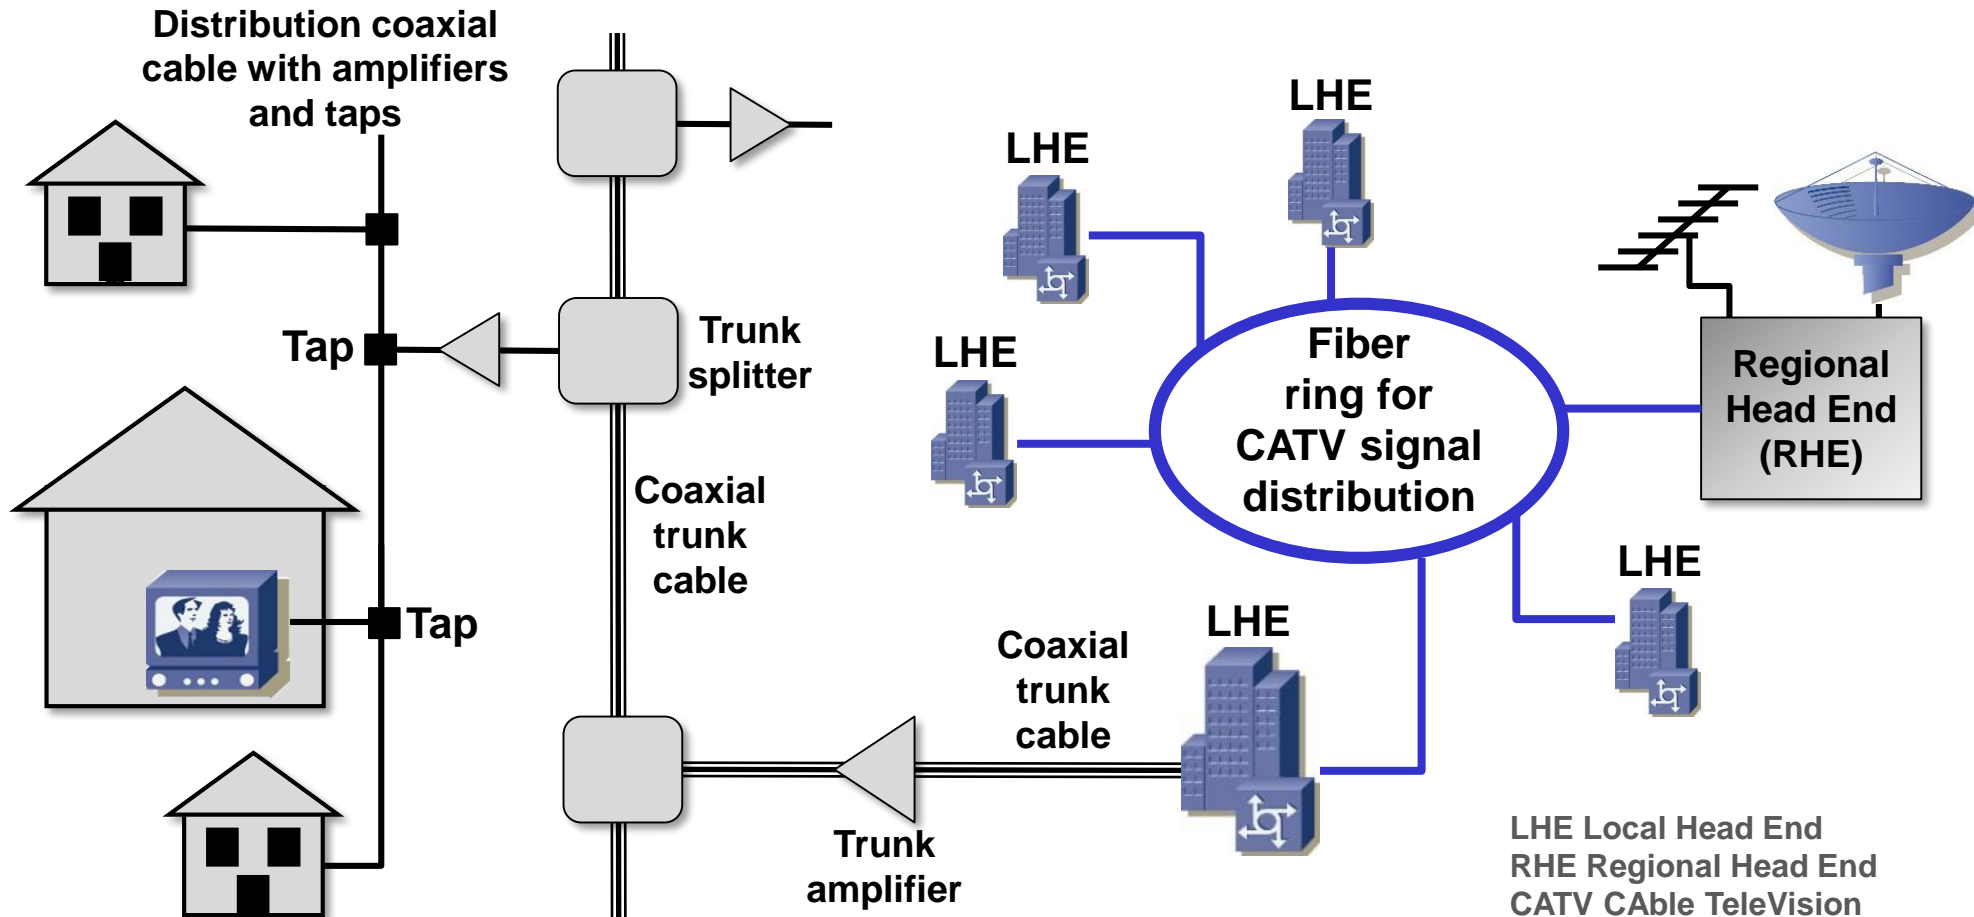 Distribution coaxial
cable with amplifiers
and taps
LHE
LHE
LHE
Tap
Trunk
splitter
Fiber
ring for
CATV signal
distribution
Regional
Head End
(RHE)
Coaxial
trunk
cable
Tap
LHE
LHE
Coaxial
trunk
cable
Trunk
amplifier
LHE Local Head End
RHE Regional Head End
CATV CAble TeleVision